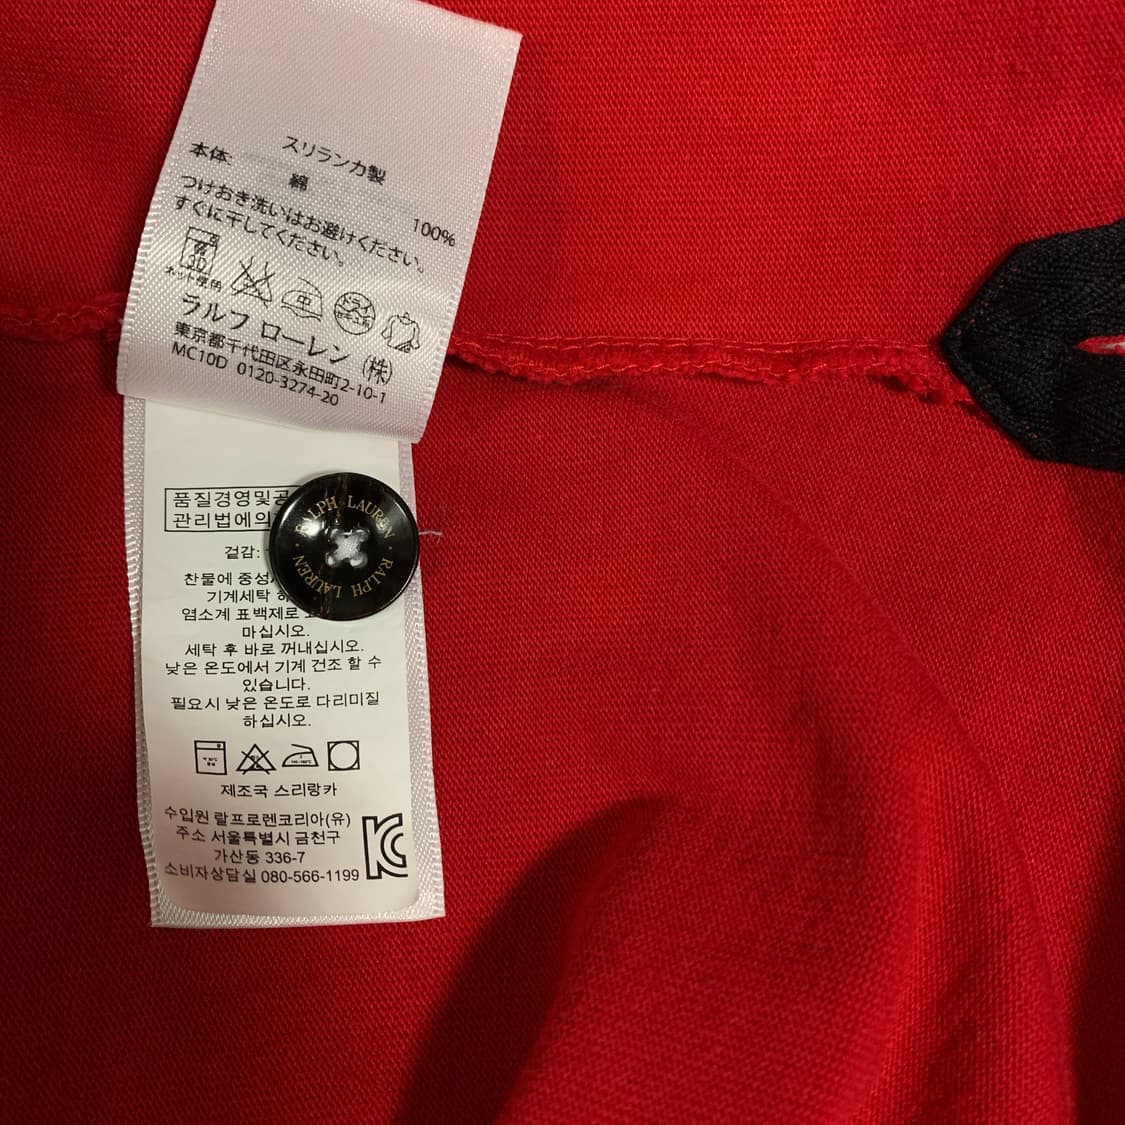 スリランカ製
本体:
綿
100%
つけおき洗いはお避けください。
すぐに干してください。
ネット使用
中
ドライ
ラルフ ローレン (株)
東京都千代田区永田町2-10-1
MC10D 0120-3274-20
품질경영및공
관리법에의
RALPH LAUREN · RALPH LAUREN ·
겉감:
찬물에 중성
기계세탁 하
염소계 표백제로
마십시오.
세탁 후 바로 꺼내십시오.
낮은 온도에서 기계 건조 할 수
있습니다.
필요시 낮은 온도로 다리미질
하십시오.
제조국 스리랑카
수입원 랄프로렌코리아(유)
주소 서울특별시 금천구
가산동 336-7
소비자상담실 080-566-1199